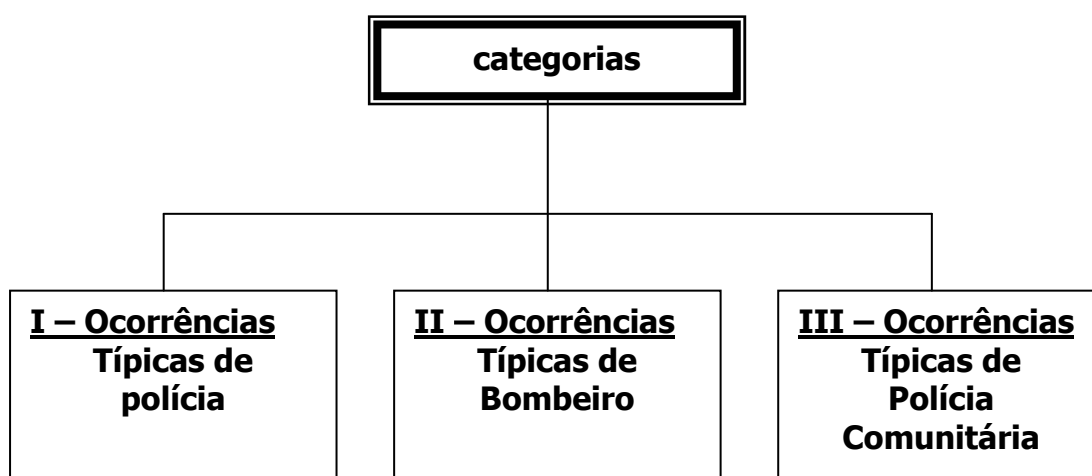 categorias
I – Ocorrências
Típicas de
polícia
II – Ocorrências
Típicas de
Bombeiro
III – Ocorrências
Típicas de
Polícia
Comunitária